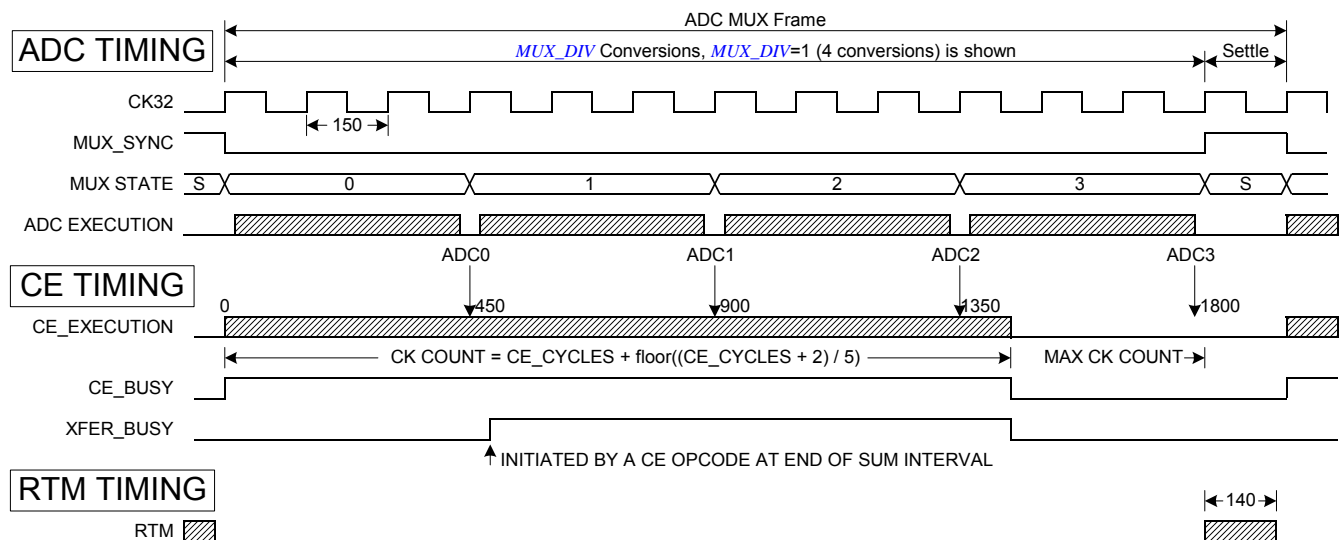 ADC MUX Frame
ADC TIMING
MUX_DIV Conversions, MUX_DIV=1 (4 conversions) is shown
Settle
CK32
150
MUX_SYNC
MUX STATE
S
0
1
2
3
S
ADC EXECUTION
ADC0
ADC1
ADC2
ADC3
CE TIMING
0
450
900
1350
1800
CE_EXECUTION
CK COUNT = CE_CYCLES + floor((CE_CYCLES + 2) / 5)
MAX CK COUNT
CE_BUSY
XFER_BUSY
INITIATED BY A CE OPCODE AT END OF SUM INTERVAL
RTM TIMING
140
RTM